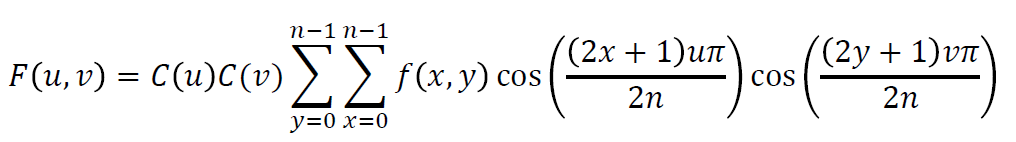 F(u, v) = C(u)C(v) ∑_{y=0}^{n−1} ∑_{x=0}^{n−1} f(x, y) cos((2x + 1)uπ / 2n) cos((2y + 1)vπ / 2n)